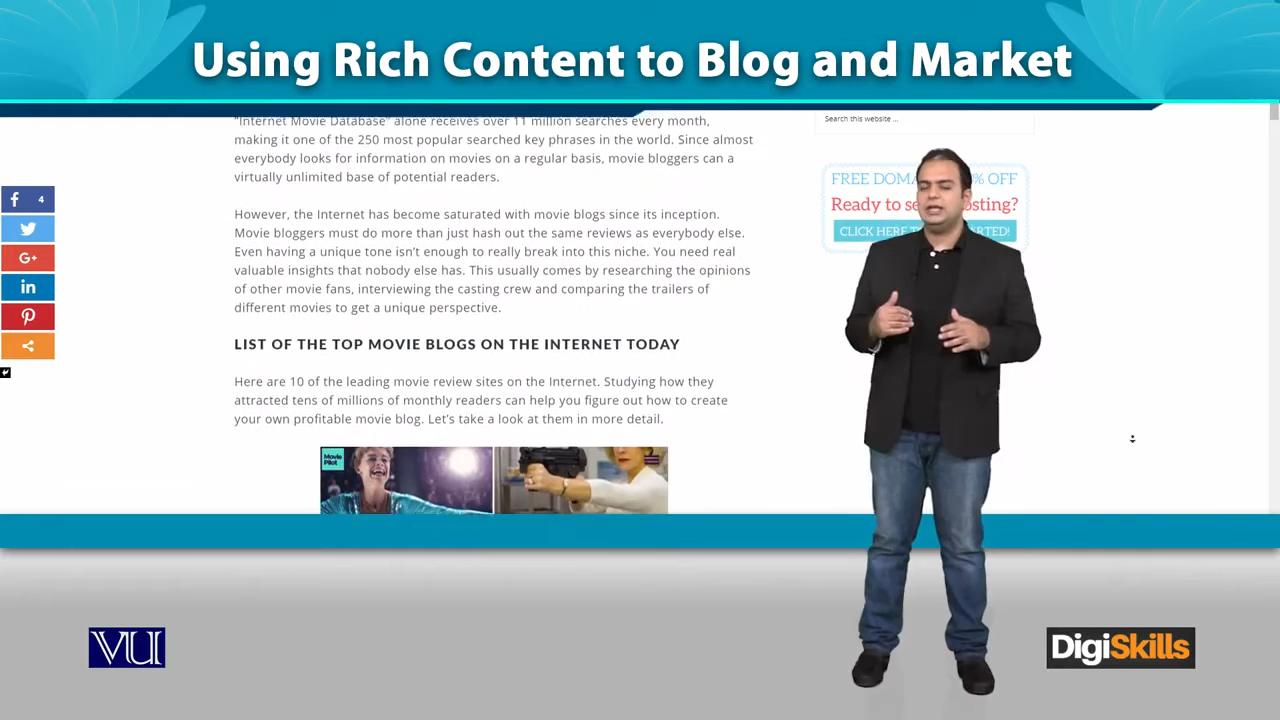 Using Rich Content to Blog and Market
"Internet Movie Database" alone receives over 11 million searches every month,
making it one of the 250 most popular searched key phrases in the world. Since almost
everybody looks for information on movies on a regular basis, movie bloggers can a
virtually unlimited base of potential readers.
However, the Internet has become saturated with movie blogs since its inception.
Movie bloggers must do more than just hash out the same reviews as everybody else.
Even having a unique tone isn't enough to really break into this niche. You need real
valuable insights that nobody else has. This usually comes by researching the opinions
of other movie fans, interviewing the casting crew and comparing the trailers of
different movies to get a unique perspective.
LIST OF THE TOP MOVIE BLOGS ON THE INTERNET TODAY
Here are 10 of the leading movie review sites on the Internet. Studying how they
attracted tens of millions of monthly readers can help you figure out how to create
your own profitable movie blog. Let's take a look at them in more detail.
Movie
Pilot
Search this website ...
FREE % OFF
Ready to
CLICK HERE
f 4
G+
in
VU
DigiSkills